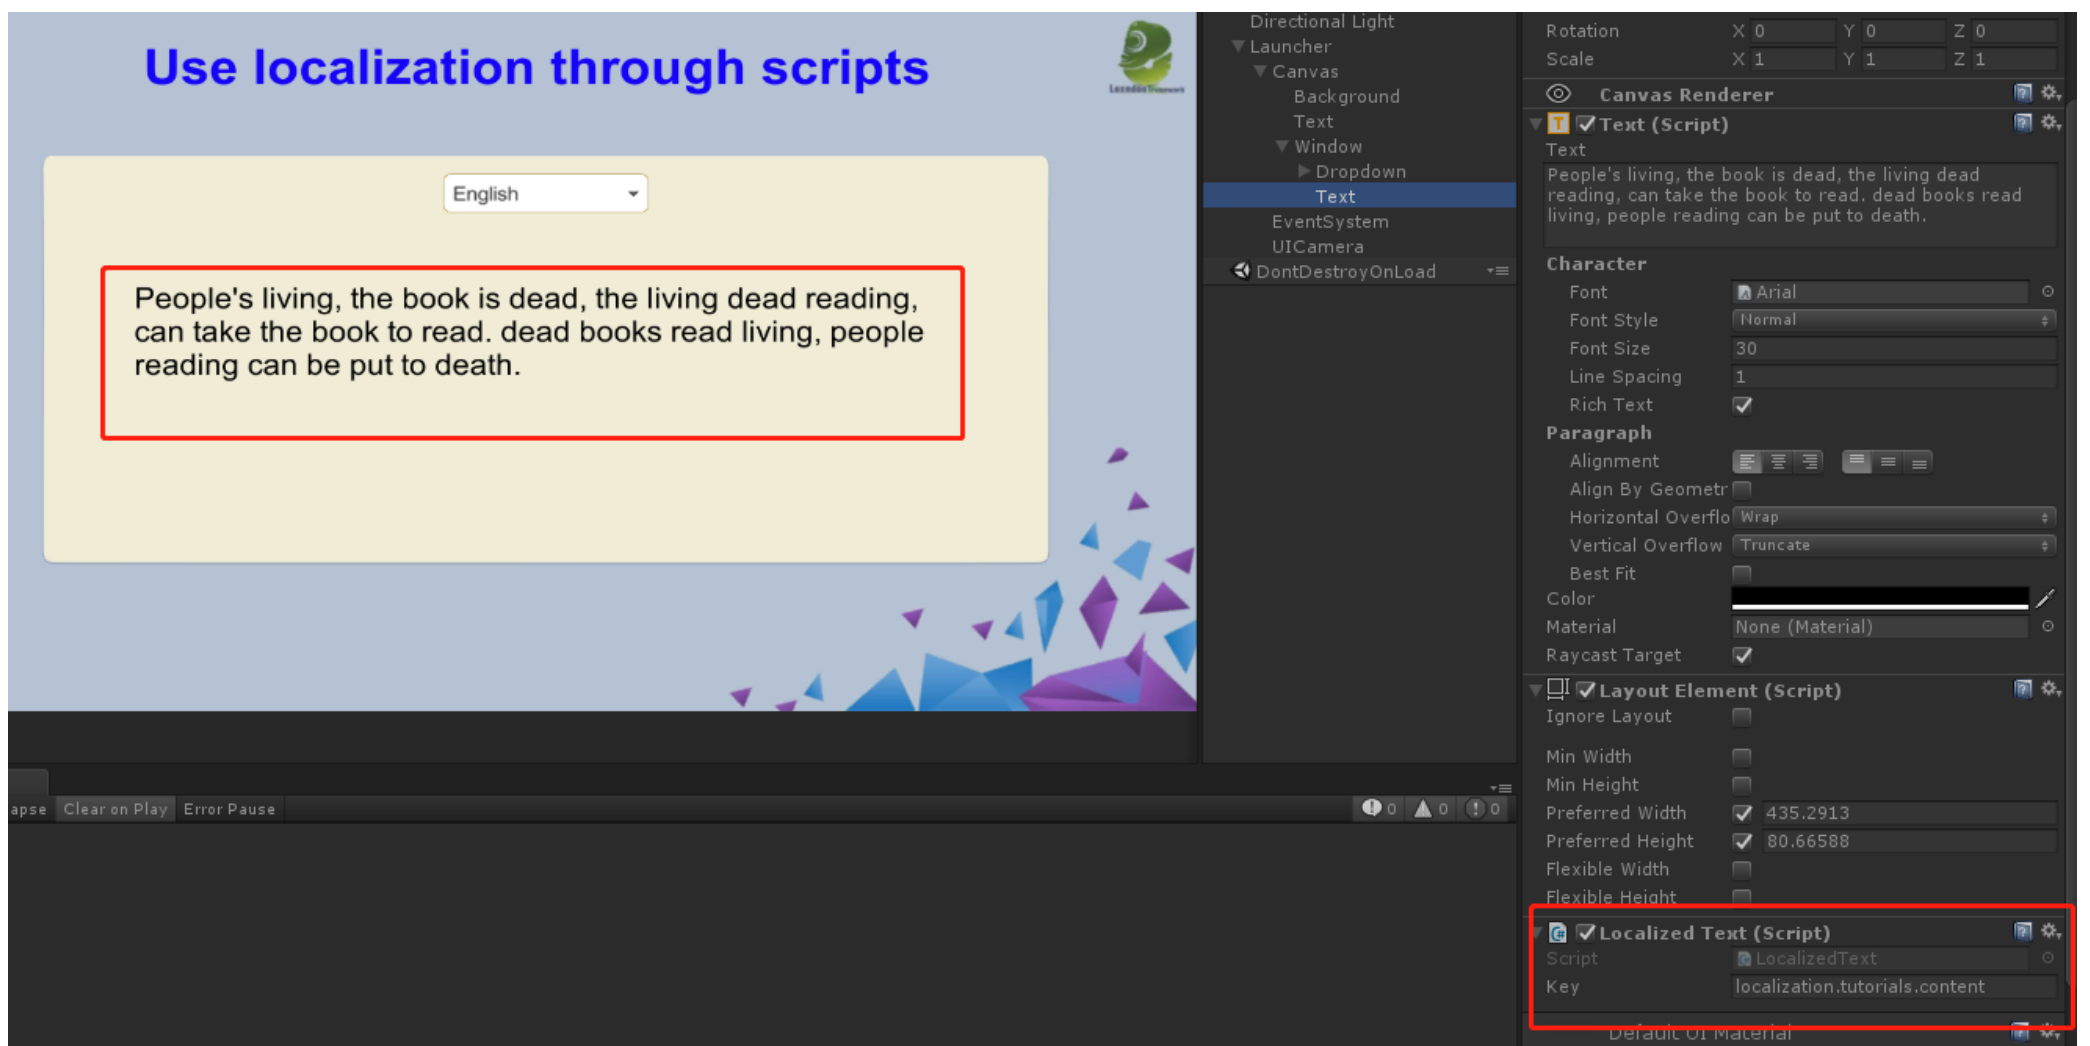 Use localization through scripts
English
People's living, the book is dead, the living dead reading,
can take the book to read. dead books read living, people
reading can be put to death.
apse Clear on Play Error Pause
0 0 0
Directional Light
Launcher
Canvas
Background
Text
Window
Dropdown
Text
EventSystem
UICamera
DontDestroyOnLoad
Rotation X 0 Y 0 Z 0
Scale X 1 Y 1 Z 1
Canvas Renderer
Text (Script)
Text
People's living, the book is dead, the living dead
reading, can take the book to read. dead books read
living, people reading can be put to death.
Character
Font Arial
Font Style Normal
Font Size 30
Line Spacing 1
Rich Text
Paragraph
Alignment
Align By Geometr
Horizontal Overflo Wrap
Vertical Overflow Truncate
Best Fit
Color
Material None (Material)
Raycast Target
Layout Element (Script)
Ignore Layout
Min Width
Min Height
Preferred Width 435.2913
Preferred Height 80.66588
Flexible Width
Flexible Height
Localized Text (Script)
Script LocalizedText
Key localization.tutorials.content
Default UI Material